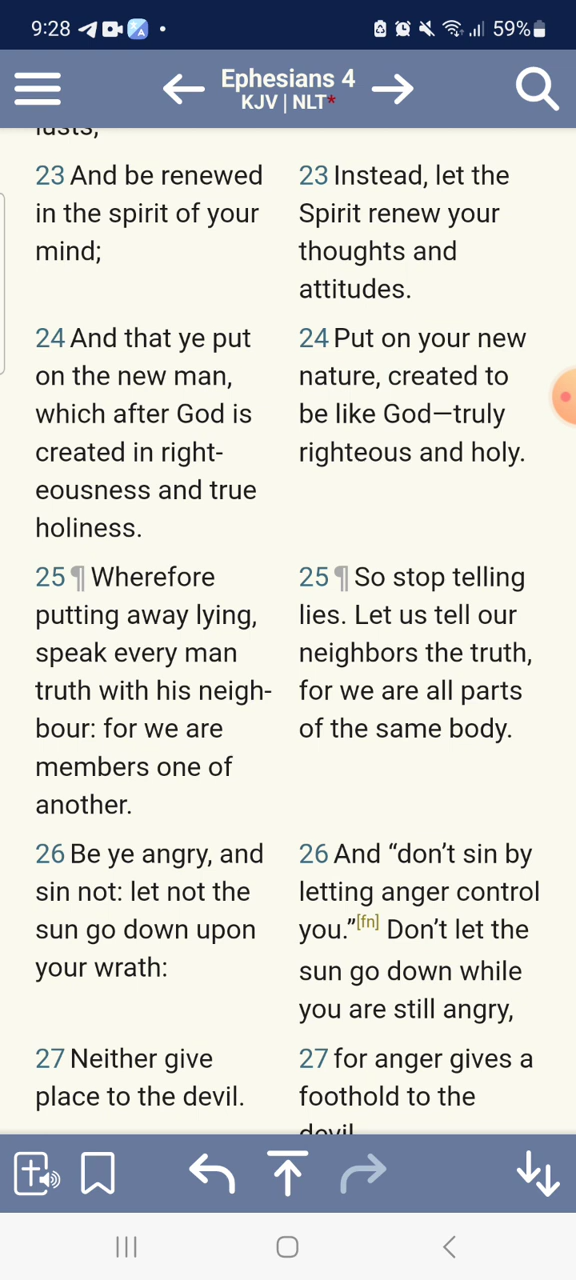 9:28
59%
Ephesians 4
KJV | NLT*
lusts;
23 And be renewed
in the spirit of your
mind;
23 Instead, let the
Spirit renew your
thoughts and
attitudes.
24 And that ye put
on the new man,
which after God is
created in right-
eousness and true
holiness.
24 Put on your new
nature, created to
be like God—truly
righteous and holy.
25 ¶ Wherefore
putting away lying,
speak every man
truth with his neigh-
bour: for we are
members one of
another.
25 ¶ So stop telling
lies. Let us tell our
neighbors the truth,
for we are all parts
of the same body.
26 Be ye angry, and
sin not: let not the
sun go down upon
your wrath:
26 And “don’t sin by
letting anger control
you.”[fn] Don’t let the
sun go down while
you are still angry,
27 Neither give
place to the devil.
27 for anger gives a
foothold to the
devil